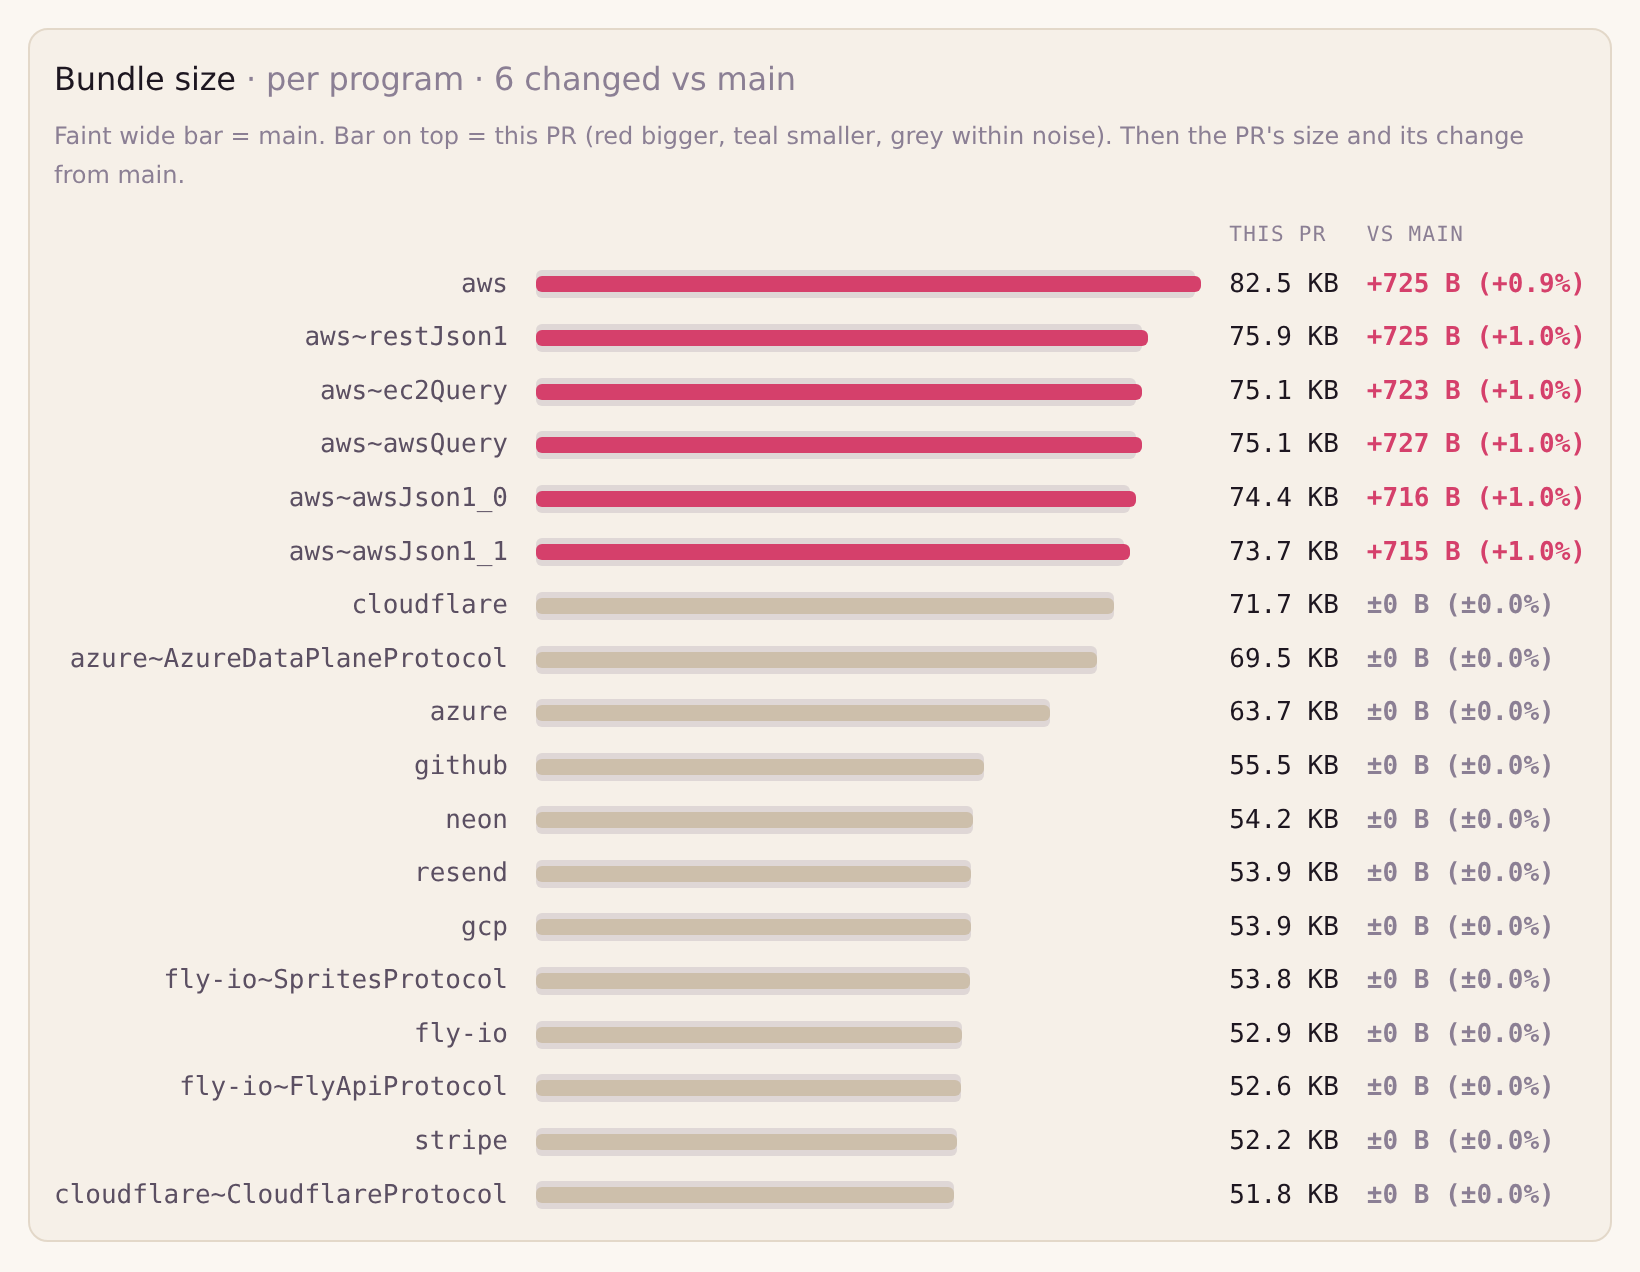 Bundle size · per program · 6 changed vs main
Faint wide bar = main. Bar on top = this PR (red bigger, teal smaller, grey within noise). Then the PR's size and its change
from main.
THIS PR VS MAIN
aws 82.5 KB +725 B (+0.9%)
aws~restJson1 75.9 KB +725 B (+1.0%)
aws~ec2Query 75.1 KB +723 B (+1.0%)
aws~awsQuery 75.1 KB +727 B (+1.0%)
aws~awsJson1_0 74.4 KB +716 B (+1.0%)
aws~awsJson1_1 73.7 KB +715 B (+1.0%)
cloudflare 71.7 KB ±0 B (±0.0%)
azure~AzureDataPlaneProtocol 69.5 KB ±0 B (±0.0%)
azure 63.7 KB ±0 B (±0.0%)
github 55.5 KB ±0 B (±0.0%)
neon 54.2 KB ±0 B (±0.0%)
resend 53.9 KB ±0 B (±0.0%)
gcp 53.9 KB ±0 B (±0.0%)
fly-io~SpritesProtocol 53.8 KB ±0 B (±0.0%)
fly-io 52.9 KB ±0 B (±0.0%)
fly-io~FlyApiProtocol 52.6 KB ±0 B (±0.0%)
stripe 52.2 KB ±0 B (±0.0%)
cloudflare~CloudflareProtocol 51.8 KB ±0 B (±0.0%)